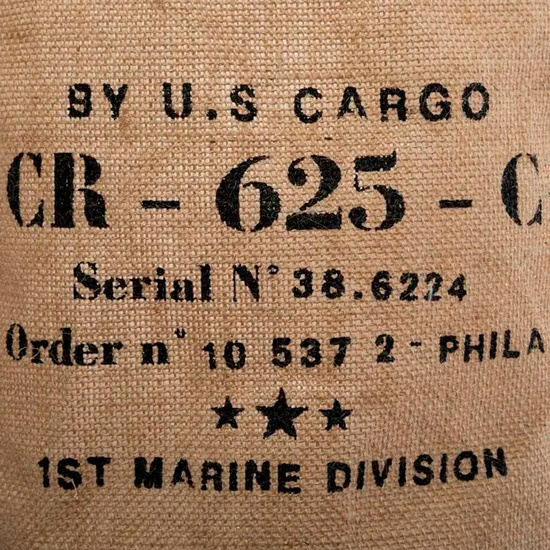 BY U.S CARGO
CR - 625 - C
Serial N° 38.6224
Order n° 10 537 2 - PHILA
★★★
1ST MARINE DIVISION